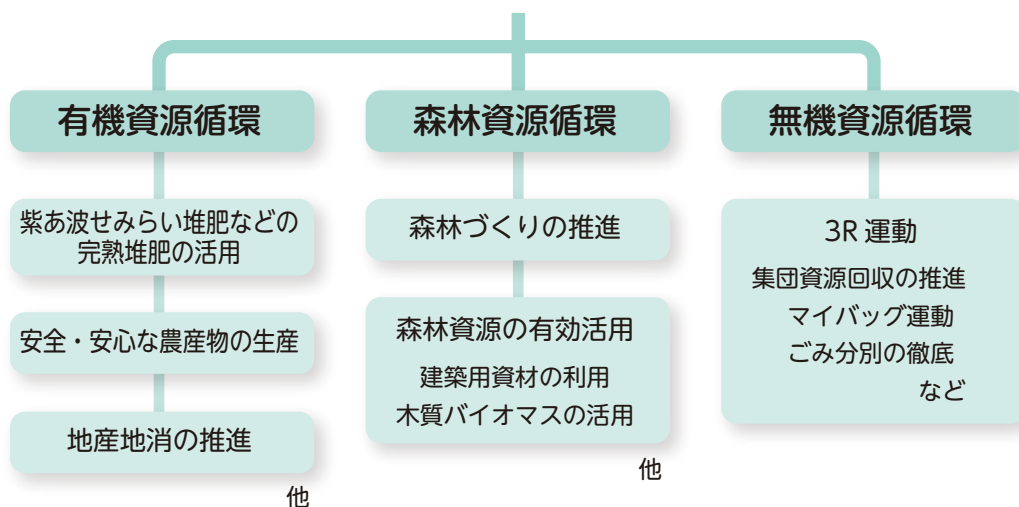 有機資源循環
紫あ波せみらい堆肥などの
完熟堆肥の活用
安全・安心な農産物の生産
地産地消の推進
他
森林資源循環
森林づくりの推進
森林資源の有効活用
建築用資材の利用
木質バイオマスの活用
他
無機資源循環
3R 運動
集団資源回収の推進
マイバッグ運動
ごみ分別の徹底
など